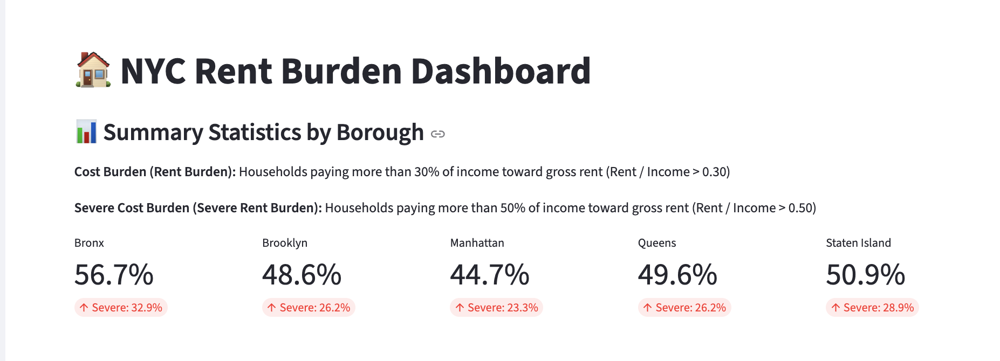 NYC Rent Burden Dashboard
Summary Statistics by Borough
Cost Burden (Rent Burden): Households paying more than 30% of income toward gross rent (Rent / Income > 0.30)
Severe Cost Burden (Severe Rent Burden): Households paying more than 50% of income toward gross rent (Rent / Income > 0.50)
Bronx
56.7%
↑ Severe: 32.9%
Brooklyn
48.6%
↑ Severe: 26.2%
Manhattan
44.7%
↑ Severe: 23.3%
Queens
49.6%
↑ Severe: 26.2%
Staten Island
50.9%
↑ Severe: 28.9%